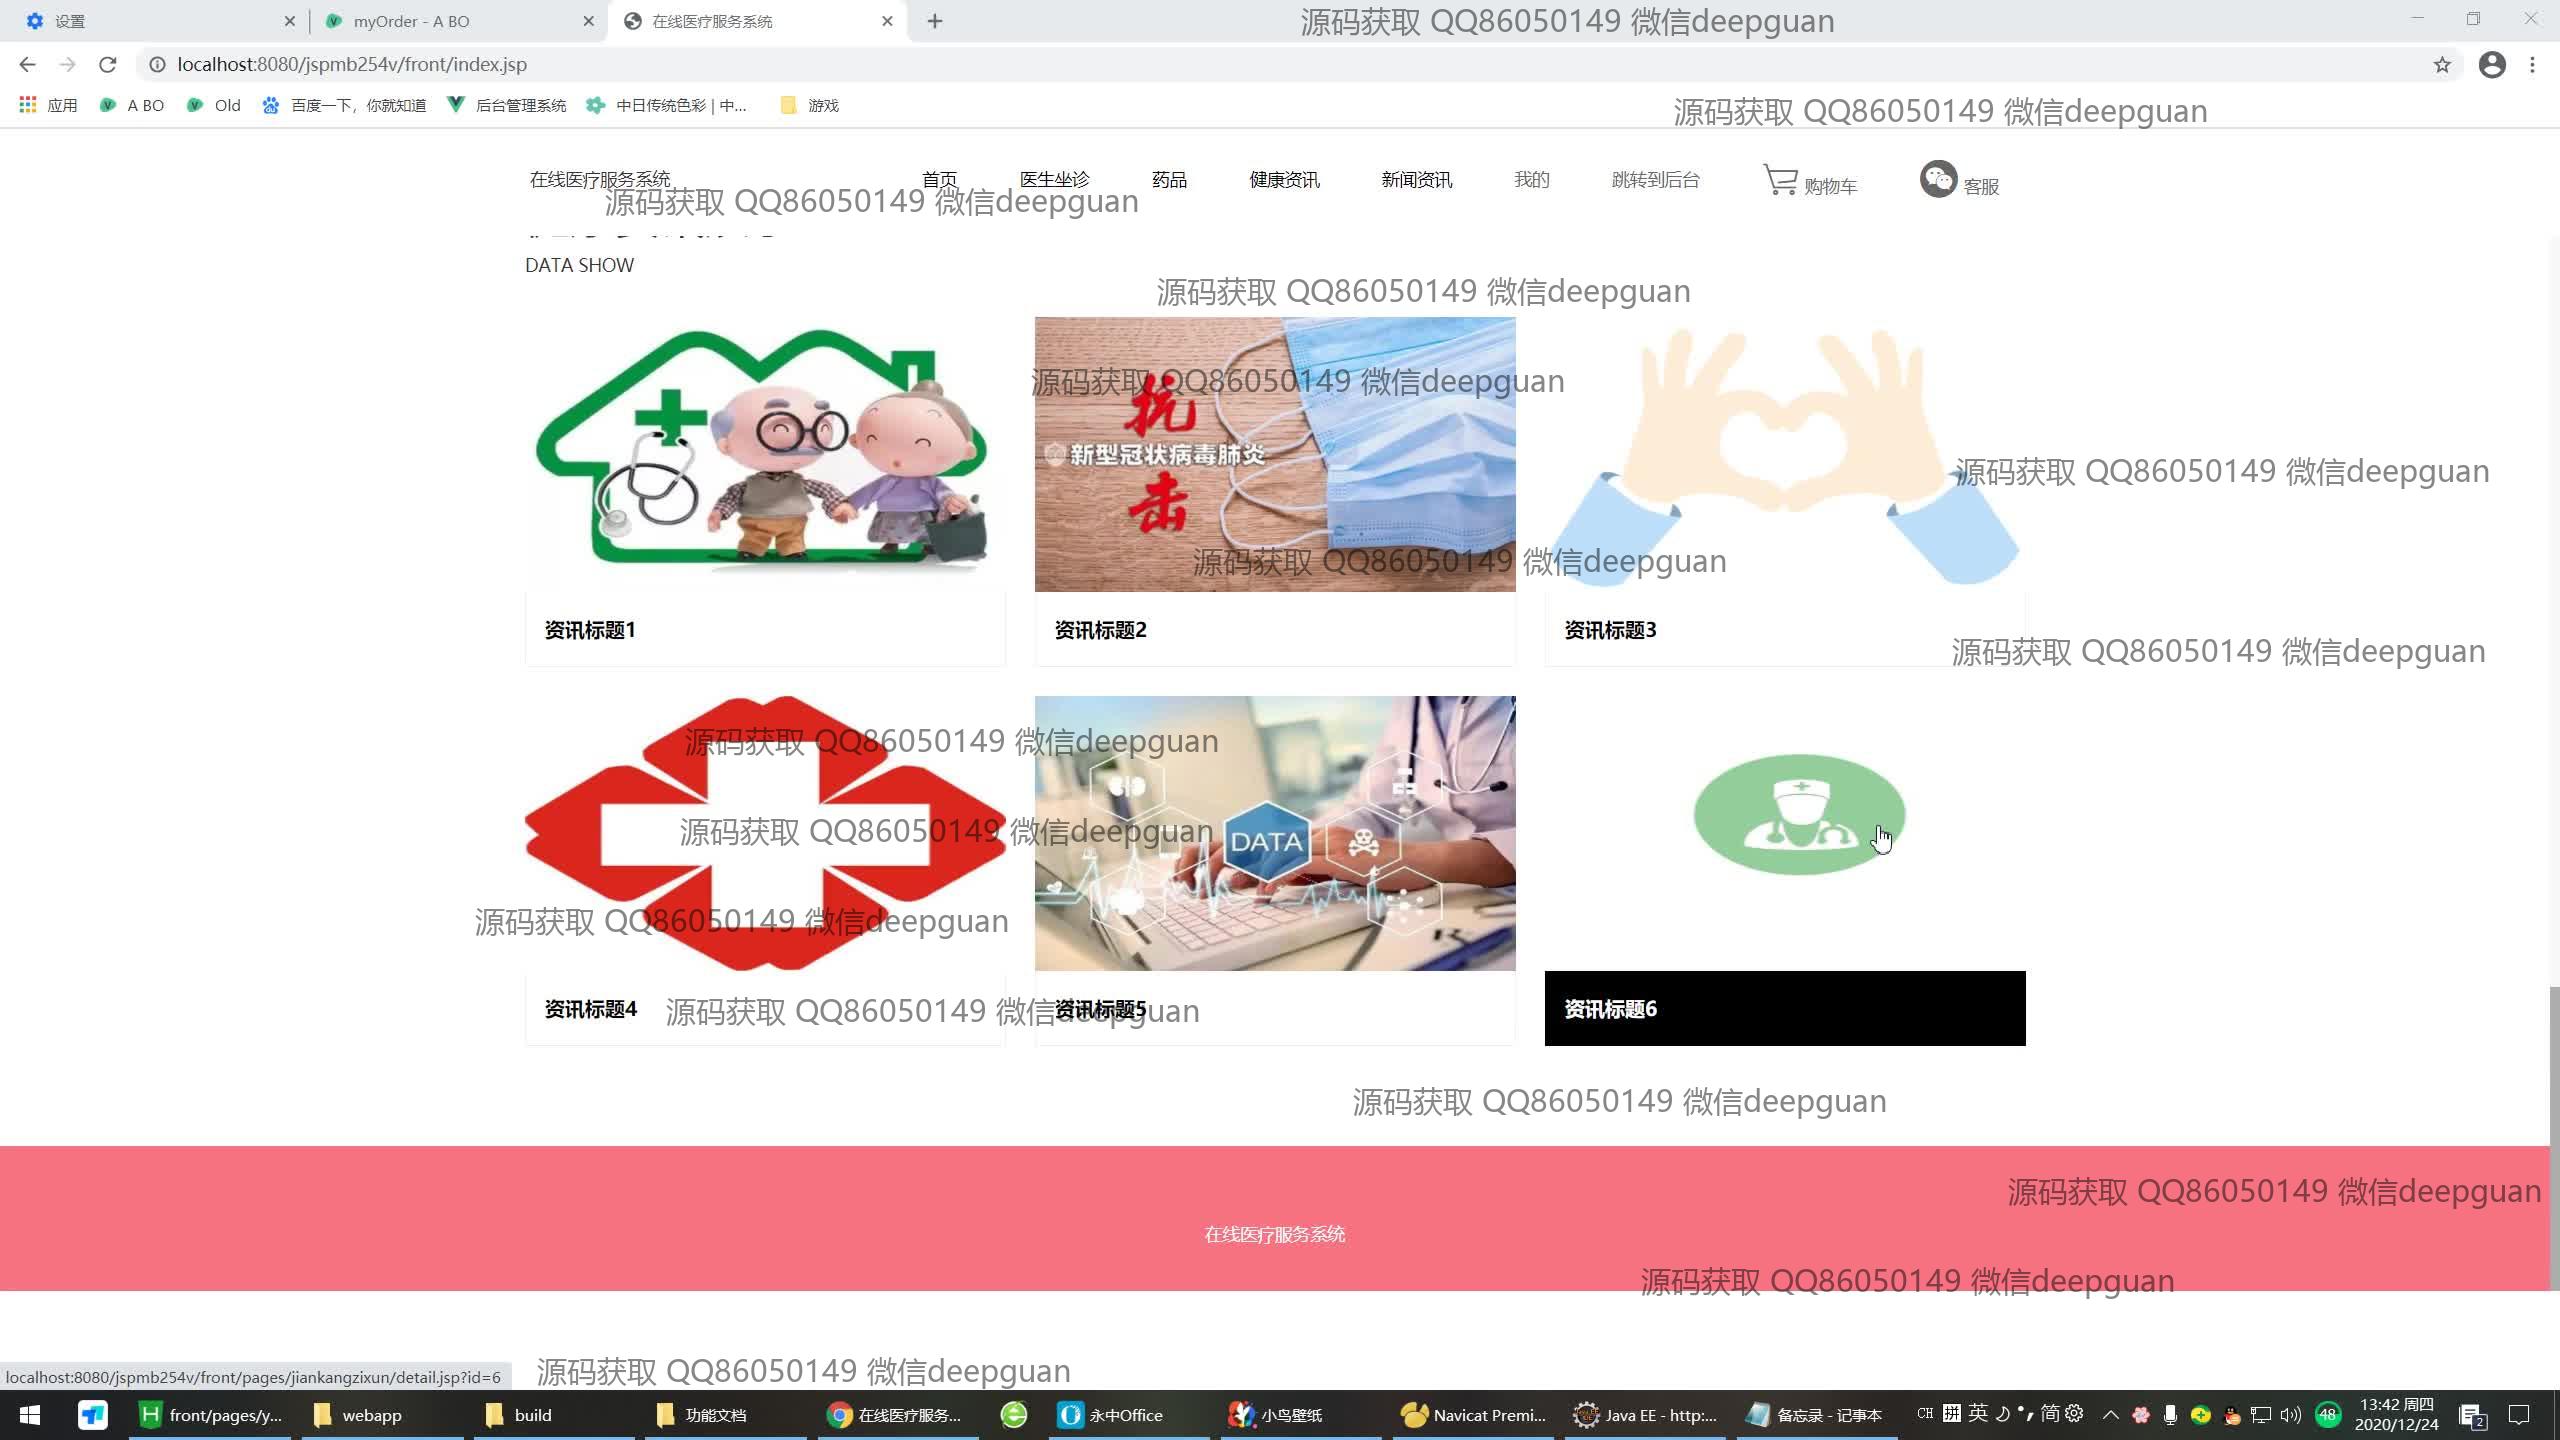 设置
myOrder - A BO
在线医疗服务系统
源码获取 QQ86050149 微信deepguan
localhost:8080/jspmb254v/front/index.jsp
应用
A BO
Old
百度一下，你就知道
后台管理系统
中日传统色彩 | 中...
游戏
源码获取 QQ86050149 微信deepguan
在线医疗服务系统
首页
医生坐诊
药品
健康资讯
新闻资讯
我的
跳转到后台
购物车
客服
源码获取 QQ86050149 微信deepguan
DATA SHOW
源码获取 QQ86050149 微信deepguan
源码获取 QQ86050149 微信deepguan
抗
新型冠状病毒肺炎
击
源码获取 QQ86050149 微信deepguan
源码获取 QQ86050149 微信deepguan
资讯标题1
资讯标题2
资讯标题3
源码获取 QQ86050149 微信deepguan
源码获取 QQ86050149 微信deepguan
DATA
源码获取 QQ86050149 微信deepguan
源码获取 QQ86050149 微信deepguan
资讯标题4
源码获取 QQ86050149 微信deepguan
资讯标题5
资讯标题6
源码获取 QQ86050149 微信deepguan
源码获取 QQ86050149 微信deepguan
在线医疗服务系统
源码获取 QQ86050149 微信deepguan
源码获取 QQ86050149 微信deepguan
localhost:8080/jspmb254v/front/pages/jiankangzixun/detail.jsp?id=6
front/pages/y...
webapp
build
功能文档
在线医疗服务...
永中Office
小鸟壁纸
Navicat Premi...
Java EE - http:...
备忘录 - 记事本
CH
拼
英
简
48
13:42 周四
2020/12/24
2